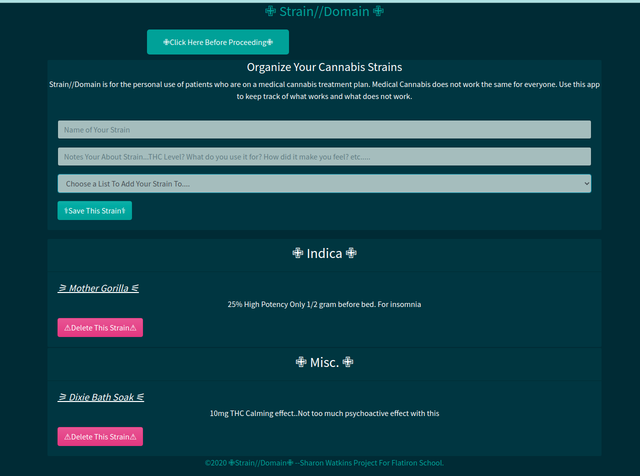 ✙ Strain//Domain ✙
✙Click Here Before Proceeding✙
Organize Your Cannabis Strains
Strain//Domain is for the personal use of patients who are on a medical cannabis treatment plan. Medical Cannabis does not work the same for everyone. Use this app
to keep track of what works and what does not work.
Name of Your Strain
Notes Your About Strain...THC Level? What do you use it for? How did it make you feel? etc....
Choose a List To Add Your Strain To....
⚕Save This Strain⚕
✙ Indica ✙
⚞ Mother Gorilla ⚟
25% High Potency Only 1/2 gram before bed. For insomnia
⚠Delete This Strain⚠
✙ Misc. ✙
⚞ Dixie Bath Soak ⚟
10mg THC Calming effect..Not too much psychoactive effect with this
⚠Delete This Strain⚠
©2020 ✙Strain//Domain✙ --Sharon Watkins Project For Flatiron School.